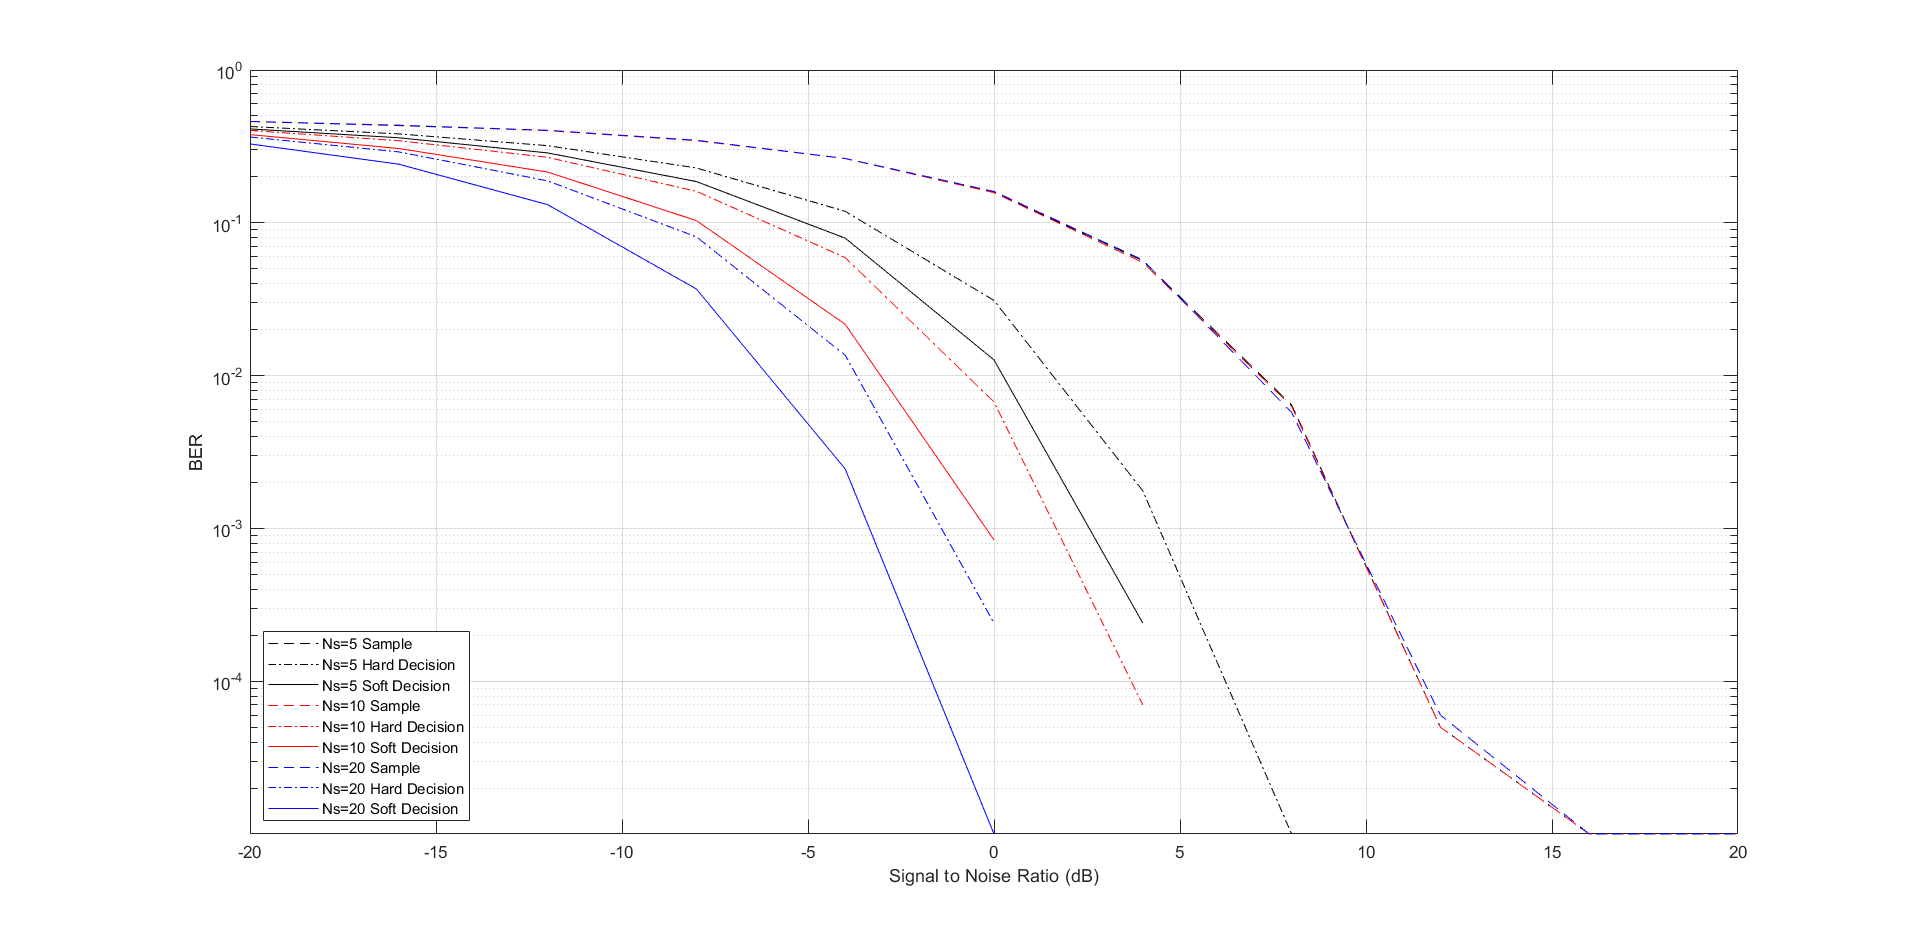 10^0
10^-1
10^-2
10^-3
10^-4
BER
Ns=5 Sample
Ns=5 Hard Decision
Ns=5 Soft Decision
Ns=10 Sample
Ns=10 Hard Decision
Ns=10 Soft Decision
Ns=20 Sample
Ns=20 Hard Decision
Ns=20 Soft Decision
-20 -15 -10 -5 0 5 10 15 20
Signal to Noise Ratio (dB)